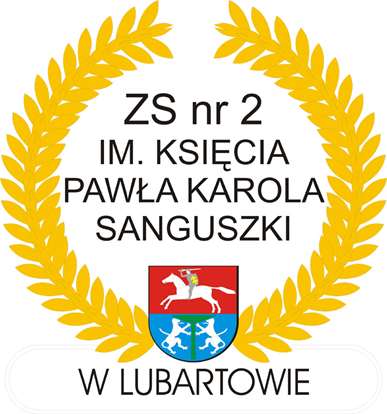 ZS nr 2
IM. KSIĘCIA
PAWŁA KAROLA
SANGUSZKI
W LUBARTOWIE